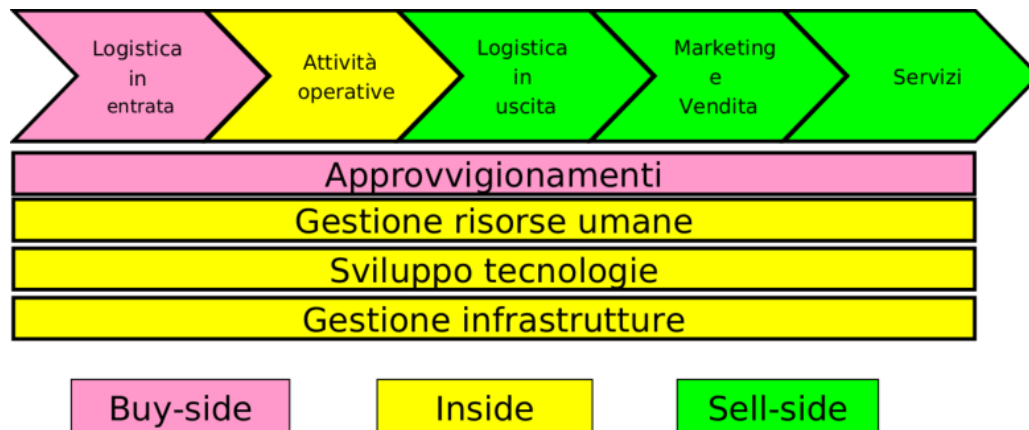 Logistica
in
entrata
Attività
operative
Logistica
in
uscita
Marketing
e
Vendita
Servizi
Approvvigionamenti
Gestione risorse umane
Sviluppo tecnologie
Gestione infrastrutture
Buy-side
Inside
Sell-side